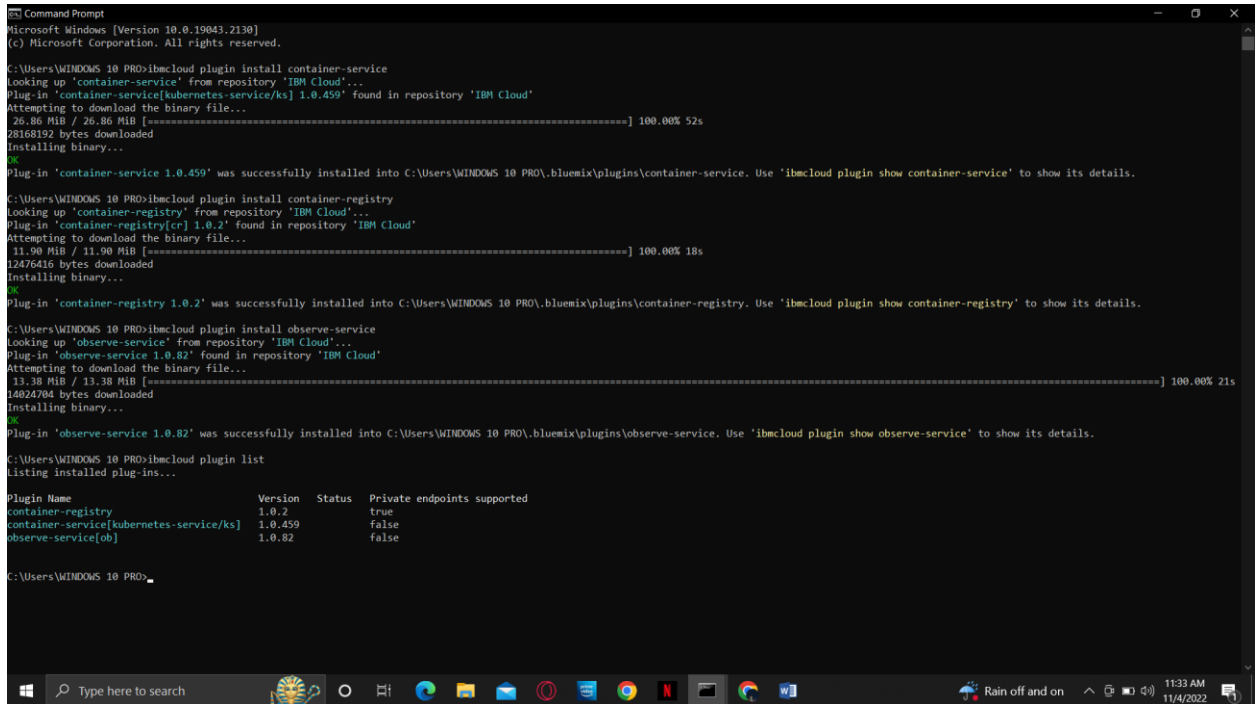 Command Prompt
Microsoft Windows [Version 10.0.19043.2130]
(c) Microsoft Corporation. All rights reserved.
C:\Users\WINDOWS 10 PRO>ibmcloud plugin install container-service
Looking up 'container-service' from repository 'IBM Cloud'...
Plug-in 'container-service[kubernetes-service/ks] 1.0.459' found in repository 'IBM Cloud'
Attempting to download the binary file...
26.86 MiB / 26.86 MiB [==================================================================================] 100.00% 52s
28168192 bytes downloaded
Installing binary...
OK
Plug-in 'container-service 1.0.459' was successfully installed into C:\Users\WINDOWS 10 PRO\.bluemix\plugins\container-service. Use 'ibmcloud plugin show container-service' to show its details.
C:\Users\WINDOWS 10 PRO>ibmcloud plugin install container-registry
Looking up 'container-registry' from repository 'IBM Cloud'...
Plug-in 'container-registry[cr] 1.0.2' found in repository 'IBM Cloud'
Attempting to download the binary file...
11.90 MiB / 11.90 MiB [==================================================================================] 100.00% 18s
12476416 bytes downloaded
Installing binary...
OK
Plug-in 'container-registry 1.0.2' was successfully installed into C:\Users\WINDOWS 10 PRO\.bluemix\plugins\container-registry. Use 'ibmcloud plugin show container-registry' to show its details.
C:\Users\WINDOWS 10 PRO>ibmcloud plugin install observe-service
Looking up 'observe-service' from repository 'IBM Cloud'...
Plug-in 'observe-service 1.0.82' found in repository 'IBM Cloud'
Attempting to download the binary file...
13.38 MiB / 13.38 MiB [==============================================================================================================================================================================] 100.00% 21s
14024704 bytes downloaded
Installing binary...
OK
Plug-in 'observe-service 1.0.82' was successfully installed into C:\Users\WINDOWS 10 PRO\.bluemix\plugins\observe-service. Use 'ibmcloud plugin show observe-service' to show its details.
C:\Users\WINDOWS 10 PRO>ibmcloud plugin list
Listing installed plug-ins...
Plugin Name Version Status Private endpoints supported
container-registry 1.0.2 true
container-service[kubernetes-service/ks] 1.0.459 false
observe-service[ob] 1.0.82 false
C:\Users\WINDOWS 10 PRO>
Type here to search
Rain off and on
11:33 AM
11/4/2022